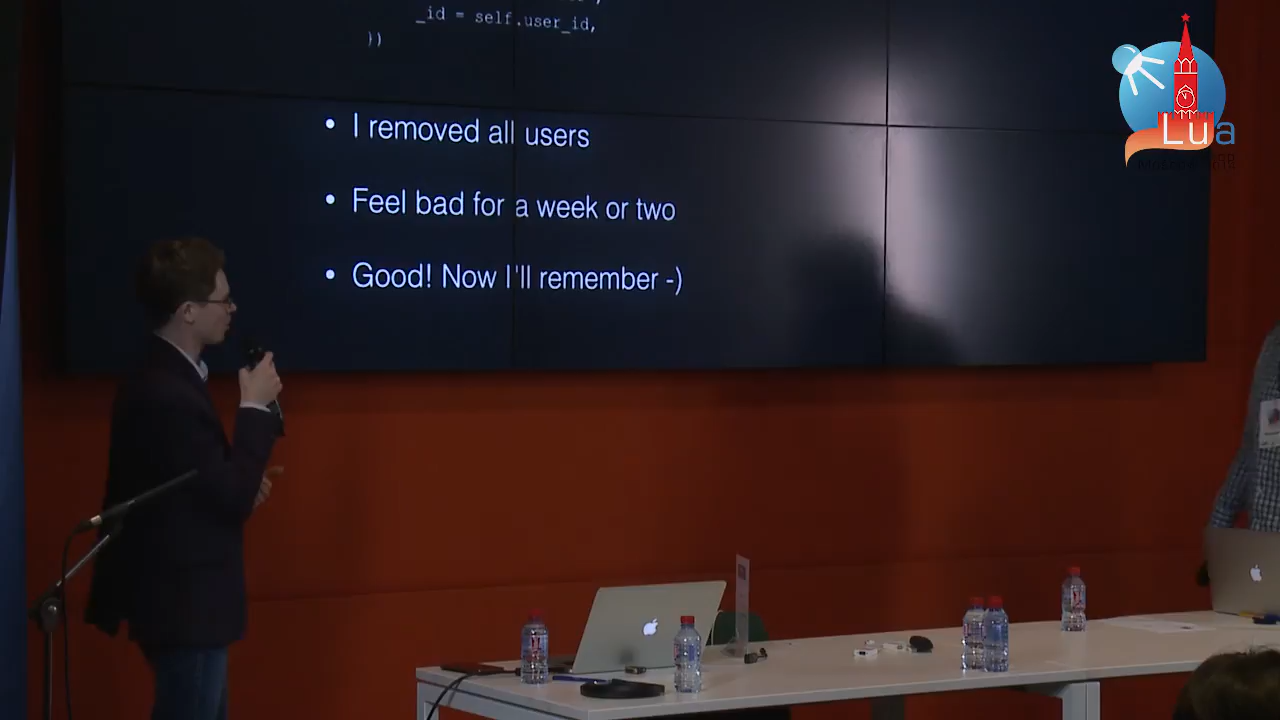 _id = self.user_id,
})
• I removed all users
• Feel bad for a week or two
• Good! Now I'll remember -)
Lua